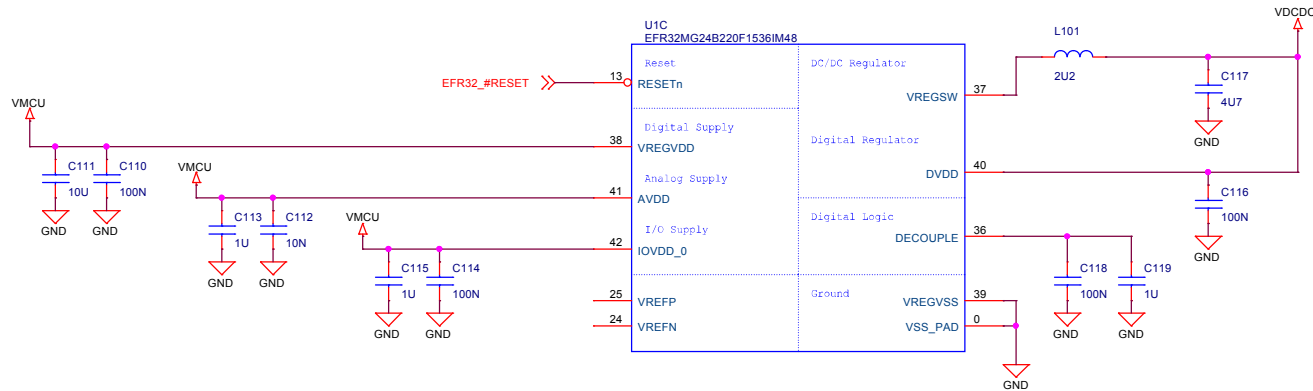 U1C
EFR32MG24B220F1536IM48
VDCDC
L101
2U2
Reset
DC/DC Regulator
EFR32_#RESET
13
RESETn
VREGSW
37
C117
4U7
GND
VMCU
Digital Supply
Digital Regulator
38
VREGVDD
C111
10U
C110
100N
GND
GND
VMCU
Analog Supply
41
AVDD
DVDD
40
C116
100N
GND
C113
1U
C112
10N
GND
GND
VMCU
I/O Supply
Digital Logic
42
IOVDD_0
DECOUPLE
36
C115
1U
C114
100N
GND
GND
C118
100N
C119
1U
GND
GND
Ground
25
VREFP
VREGVSS
39
24
VREFN
VSS_PAD
0
GND